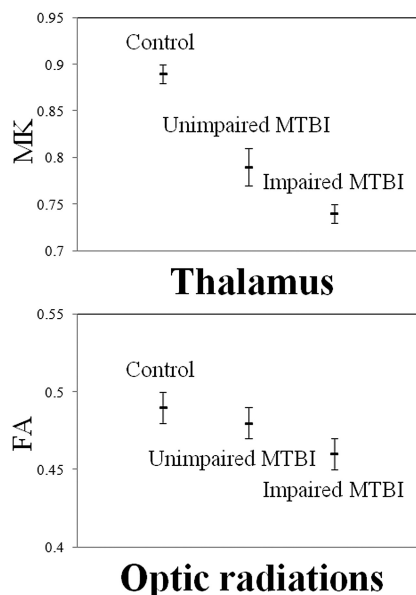 0.95
Control
0.9
0.85
Unimpaired MTBI
MK
0.8
Impaired MTBI
0.75
0.7
Thalamus
0.55
Control
0.5
FA
Unimpaired MTBI
0.45
Impaired MTBI
0.4
Optic radiations